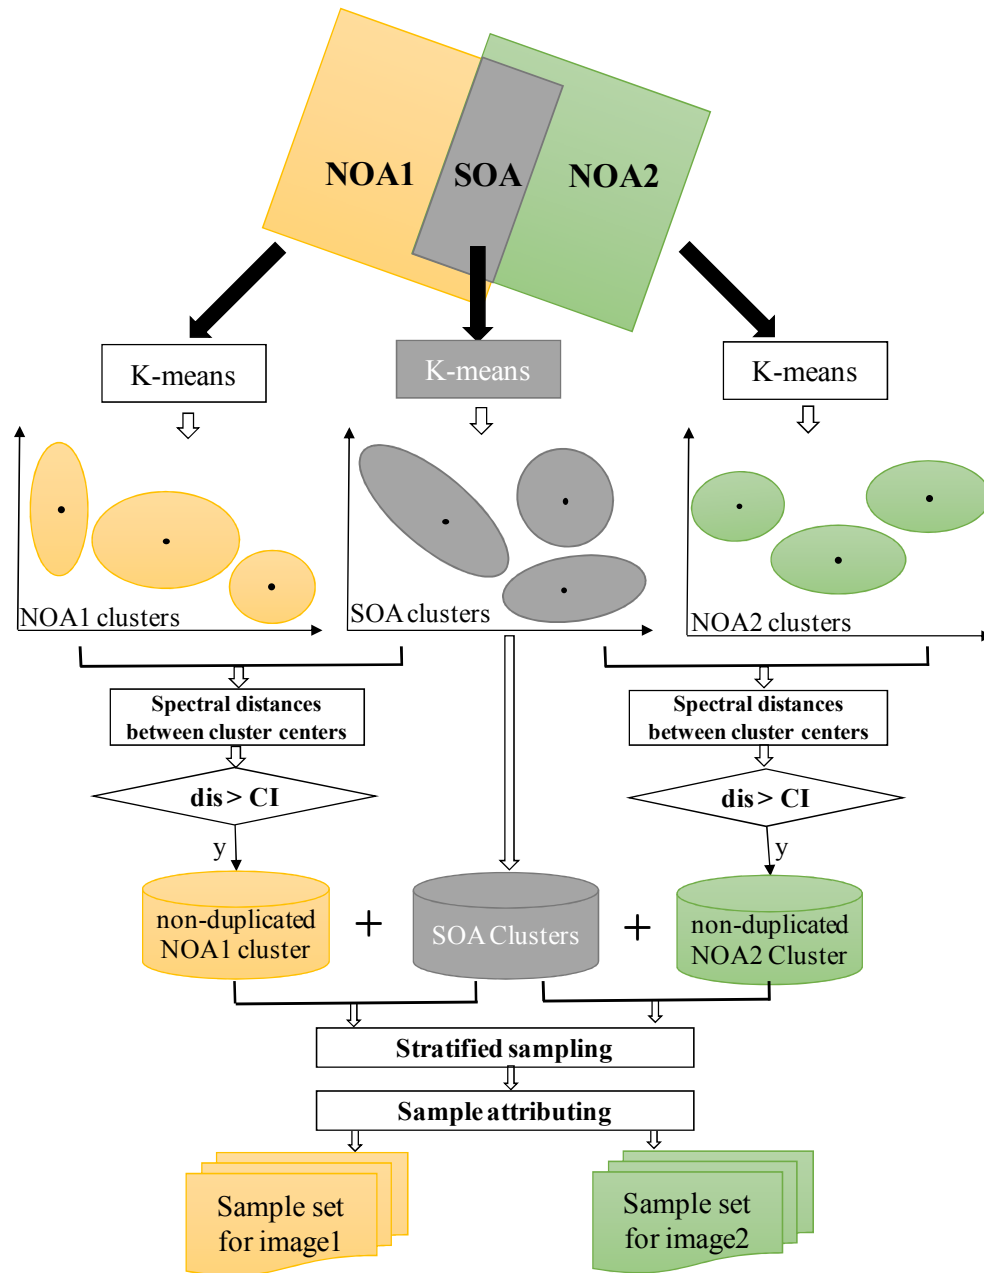 NOA1 SOA NOA2
K-means K-means K-means
NOA1 clusters SOA clusters NOA2 clusters
Spectral distances
between cluster centers
Spectral distances
between cluster centers
dis > CI dis > CI
y y
non-duplicated
NOA1 cluster
+
SOA Clusters
+
non-duplicated
NOA2 Cluster
Stratified sampling
Sample attributing
Sample set
for image1
Sample set
for image2